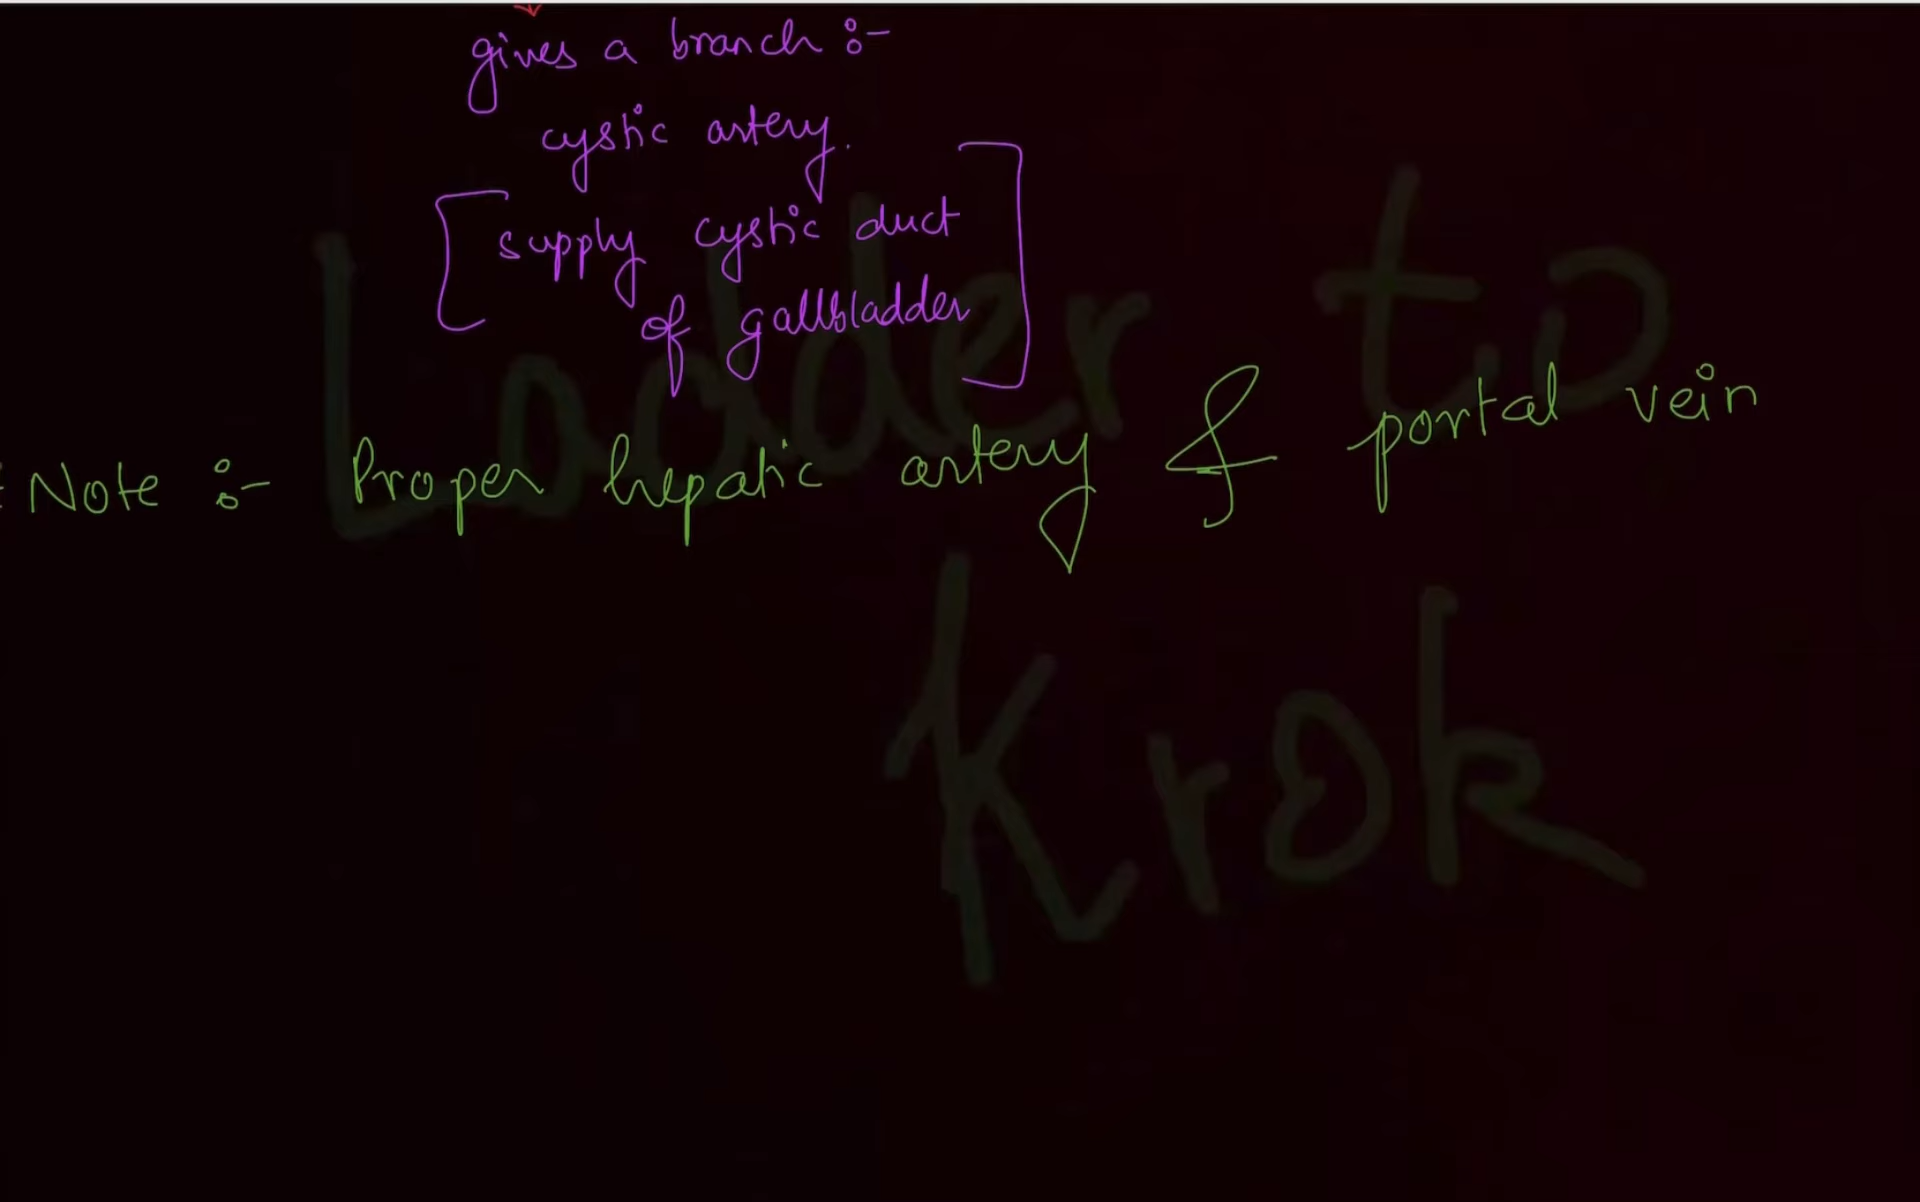 gives a branch :-
cystic artery.
[supply cystic duct
of gallbladder]
Note :- Proper hepatic artery & portal vein
Ladder to
Krok